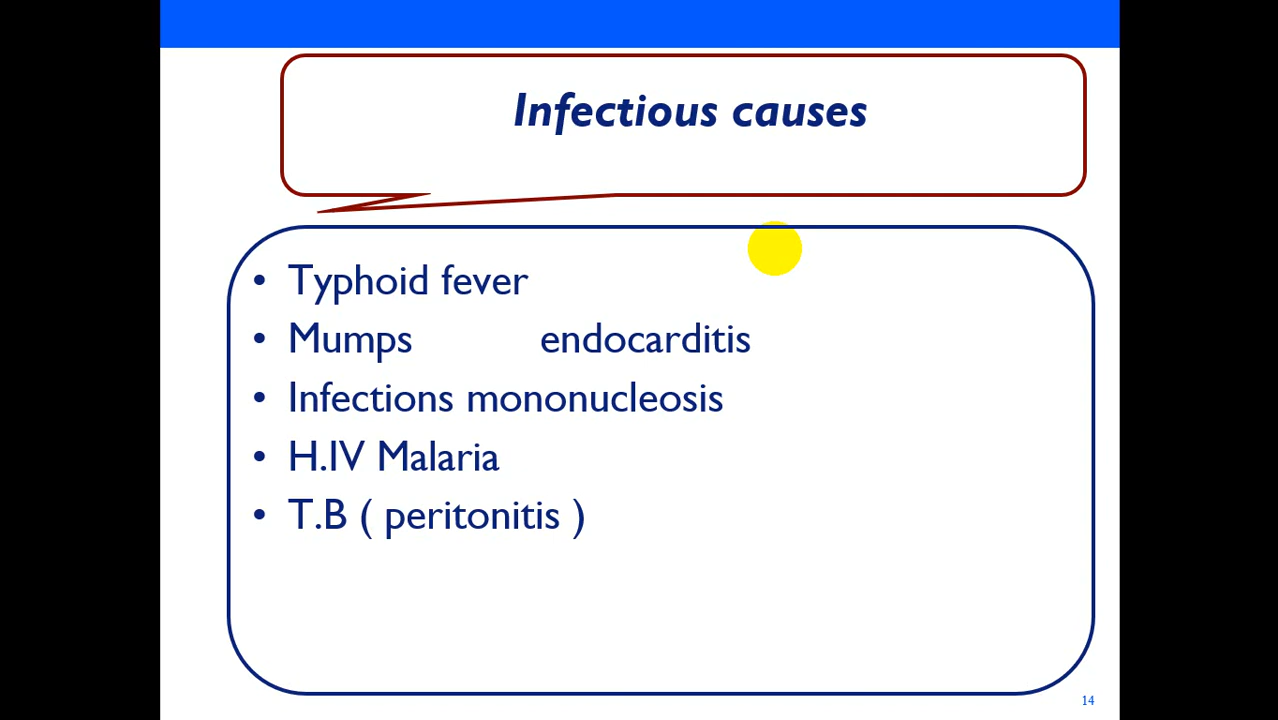 Infectious causes
• Typhoid fever
• Mumps endocarditis
• Infections mononucleosis
• H.IV Malaria
• T.B ( peritonitis )
14